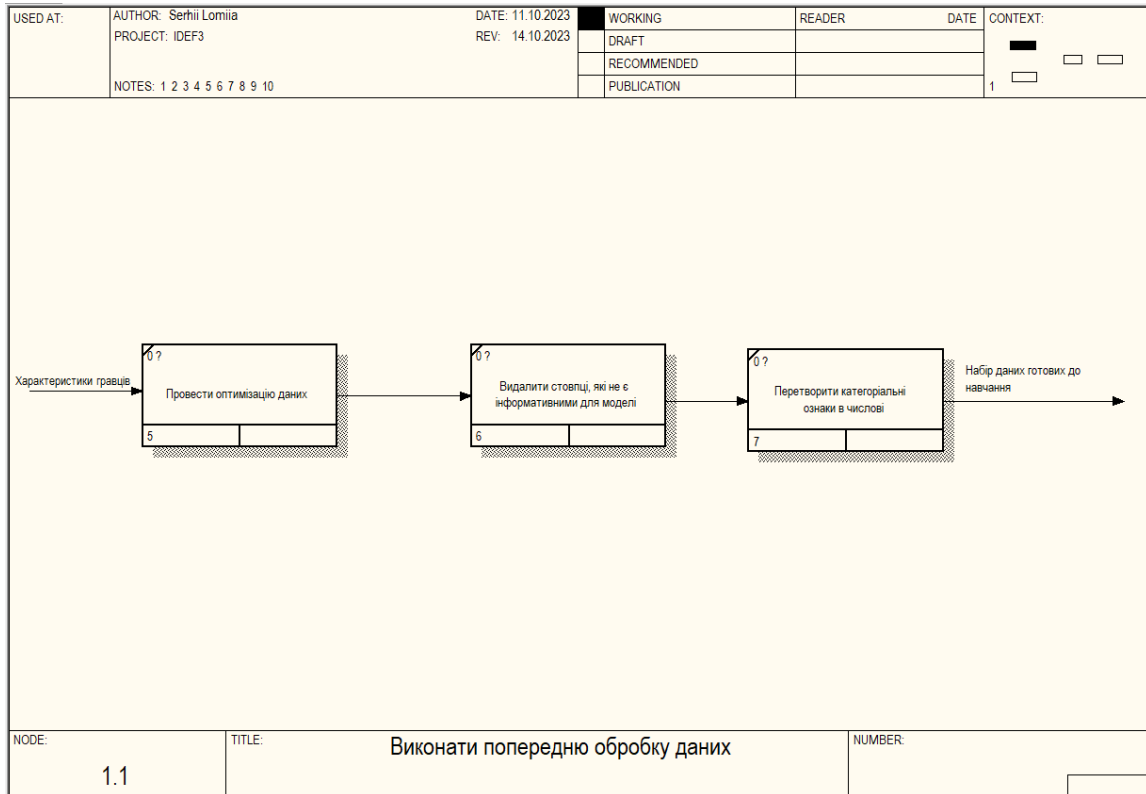 USED AT:
AUTHOR: Serhii Lomiia
DATE: 11.10.2023
PROJECT: IDEF3
REV: 14.10.2023
NOTES: 1 2 3 4 5 6 7 8 9 10
WORKING
DRAFT
RECOMMENDED
PUBLICATION
READER DATE
CONTEXT:
1
Характеристики гравців
0 ?
Провести оптимізацію даних
5
0 ?
Видалити стовпці, які не є
інформативними для моделі
6
0 ?
Перетворити категоріальні
ознаки в числові
7
Набір даних готових до
навчання
NODE:
1.1
TITLE:
Виконати попередню обробку даних
NUMBER: